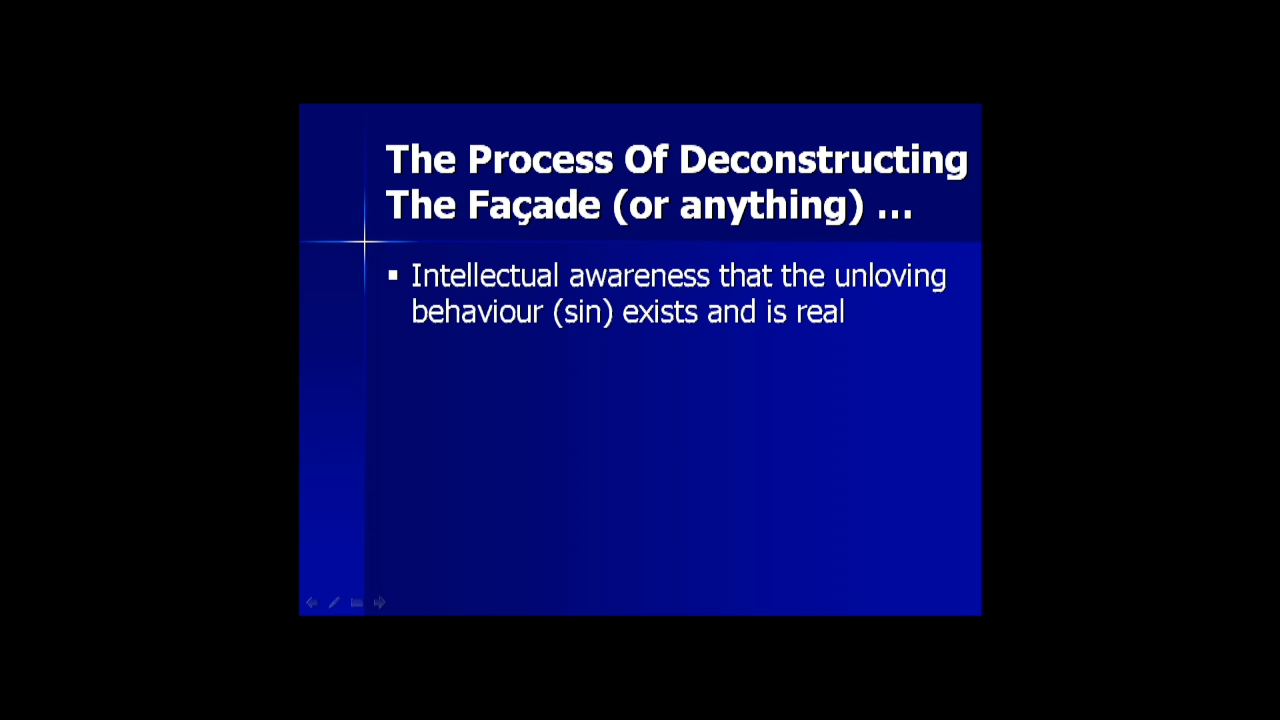 The Process Of Deconstructing
The Façade (or anything) ...
▪ Intellectual awareness that the unloving
behaviour (sin) exists and is real